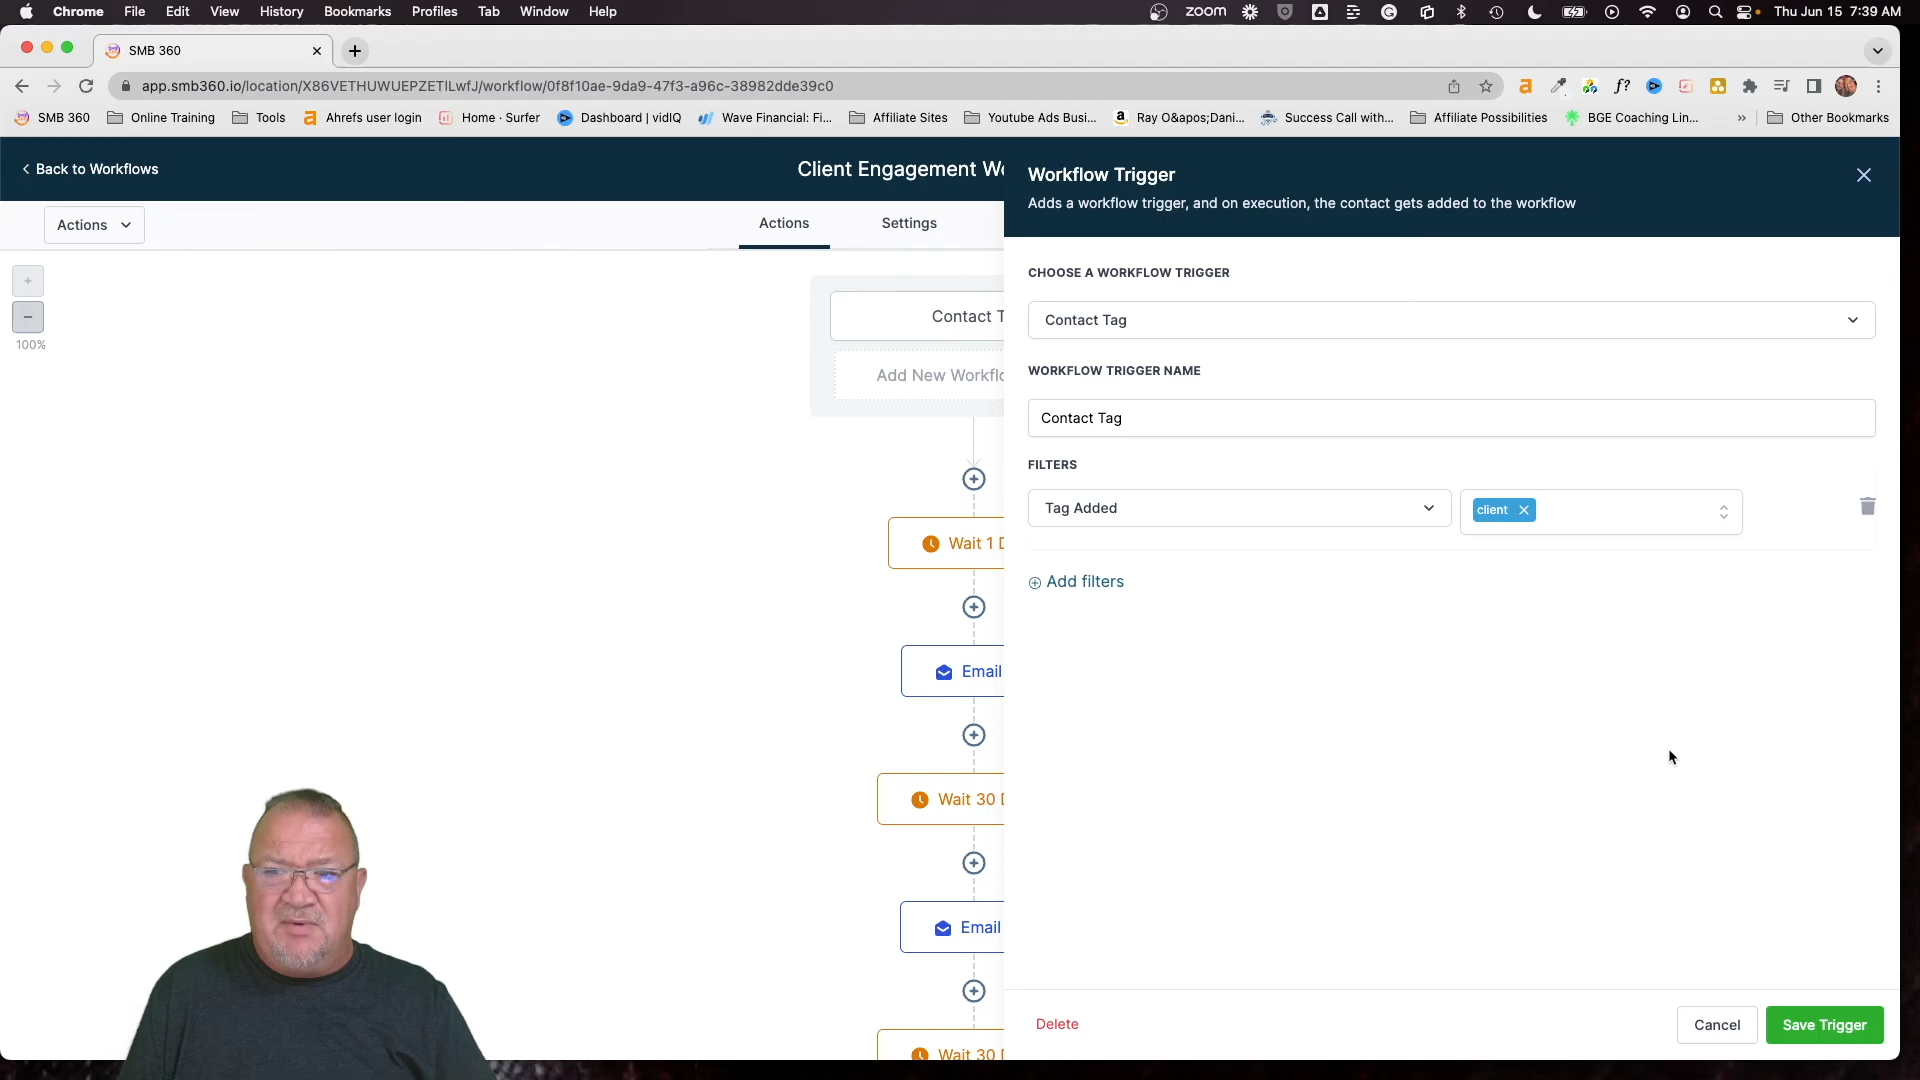 Chrome File Edit View History Bookmarks Profiles Tab Window Help zoom Thu Jun 15 7:39 AM
SMB 360
app.smb360.io/location/X86VETHUWUEPZETlLwfJ/workflow/0f8f10ae-9da9-47f3-a96c-38982dde39c0
SMB 360 Online Training Tools Ahrefs user login Home · Surfer Dashboard | vidIQ Wave Financial: Fi... Affiliate Sites Youtube Ads Busi... Ray O&apos;Dani... Success Call with... Affiliate Possibilities BGE Coaching Lin... » Other Bookmarks
Back to Workflows
Client Engagement Wo
Workflow Trigger
Adds a workflow trigger, and on execution, the contact gets added to the workflow
Actions
Actions Settings
100%
Contact T
Add New Workflo
Wait 1 D
Email
Wait 30 D
Email
Wait 30 D
CHOOSE A WORKFLOW TRIGGER
Contact Tag
WORKFLOW TRIGGER NAME
Contact Tag
FILTERS
Tag Added client
Add filters
Delete Cancel Save Trigger